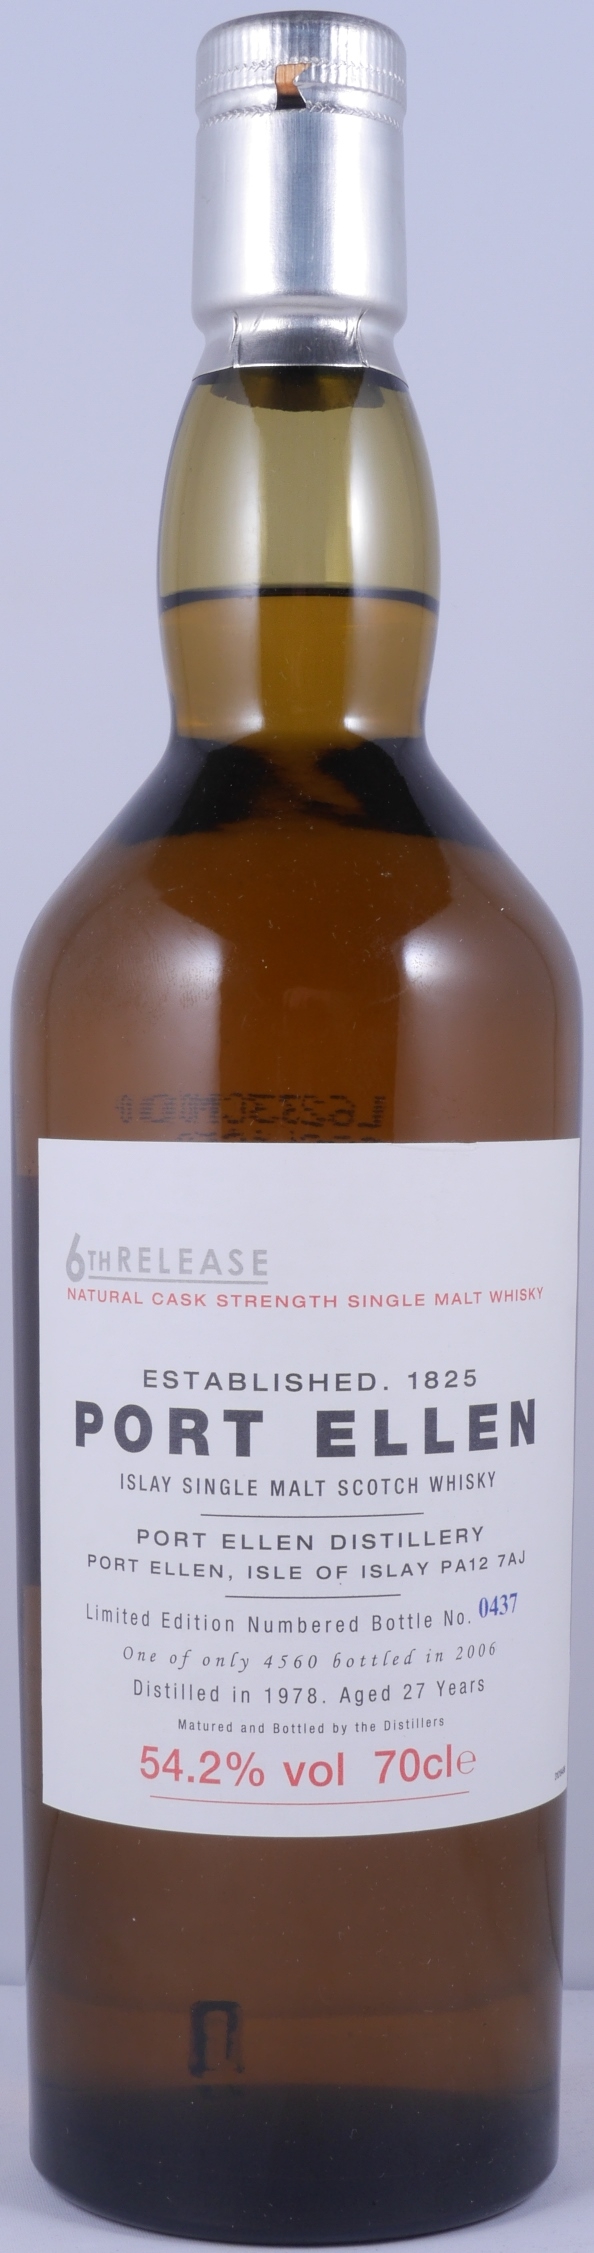 6TH RELEASE
NATURAL CASK STRENGTH SINGLE MALT WHISKY
ESTABLISHED. 1825
PORT ELLEN
ISLAY SINGLE MALT SCOTCH WHISKY
PORT ELLEN DISTILLERY
PORT ELLEN, ISLE OF ISLAY PA12 7AJ
Limited Edition Numbered Bottle No. 0437
One of only 4560 bottled in 2006
Distilled in 1978. Aged 27 Years
Matured and Bottled by the Distillers
54.2% vol 70cl℮